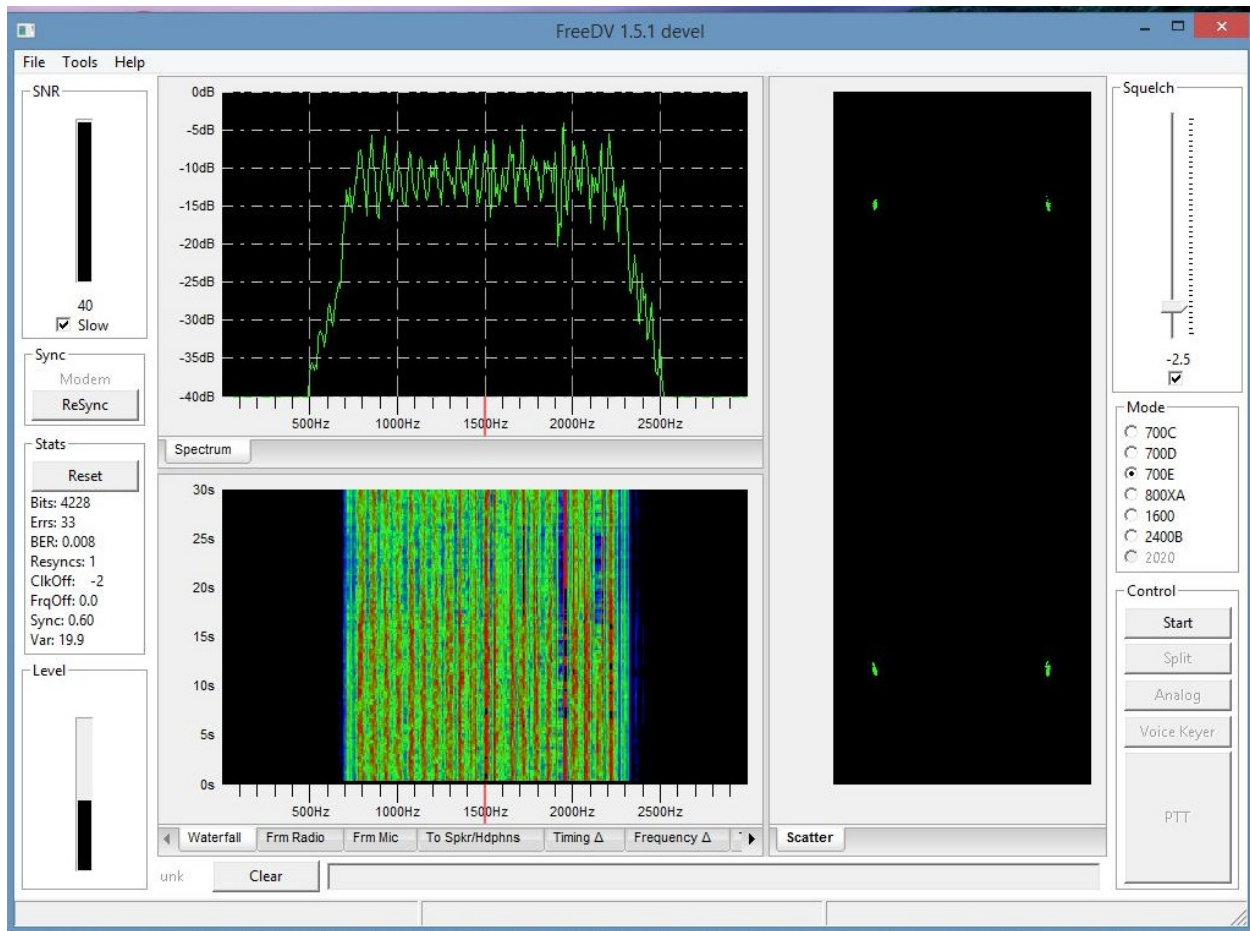 FreeDV 1.5.1 devel
File Tools Help
SNR
40
Slow
Sync
Modem
ReSync
Stats
Reset
Bits: 4228
Errs: 33
BER: 0.008
Resyncs: 1
ClkOff: -2
FrqOff: 0.0
Sync: 0.60
Var: 19.9
Level
0dB
-5dB
-10dB
-15dB
-20dB
-25dB
-30dB
-35dB
-40dB
500Hz 1000Hz 1500Hz 2000Hz 2500Hz
Spectrum
30s
25s
20s
15s
10s
5s
0s
500Hz 1000Hz 1500Hz 2000Hz 2500Hz
Waterfall Frm Radio Frm Mic To Spkr/Hdphns Timing Δ Frequency Δ
Scatter
unk Clear
Squelch
-2.5
Mode
700C
700D
700E
800XA
1600
2400B
2020
Control
Start
Split
Analog
Voice Keyer
PTT